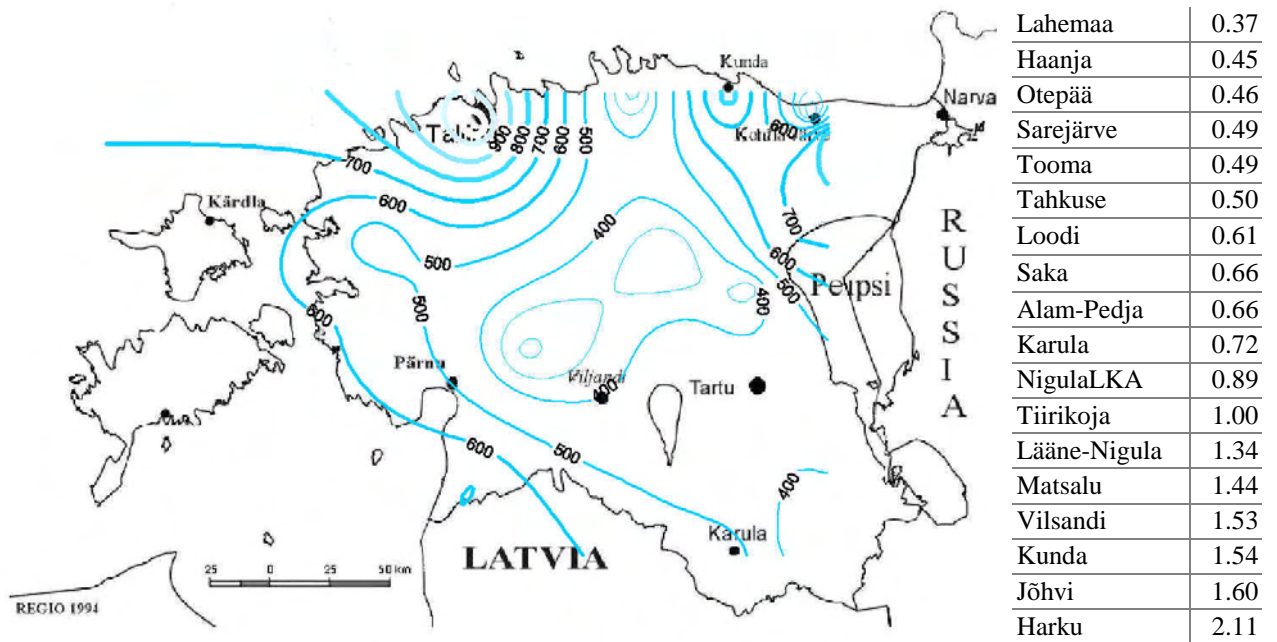 Kunda
Narva
Tallinn
900
800
700
600
500
600
700
Kärdla
600
400
R
U
S
S
I
A
700
500
600
400
500
Peipsi
500
600
Pärnu
Viljandi
400
Tartu
500
600
400
Karula
LATVIA
25 0 25 50 km
REGIO 1994
Lahemaa 0.37
Haanja 0.45
Otepää 0.46
Sarejärve 0.49
Tooma 0.49
Tahkuse 0.50
Loodi 0.61
Saka 0.66
Alam-Pedja 0.66
Karula 0.72
NigulaLKA 0.89
Tiirikoja 1.00
Lääne-Nigula 1.34
Matsalu 1.44
Vilsandi 1.53
Kunda 1.54
Jõhvi 1.60
Harku 2.11